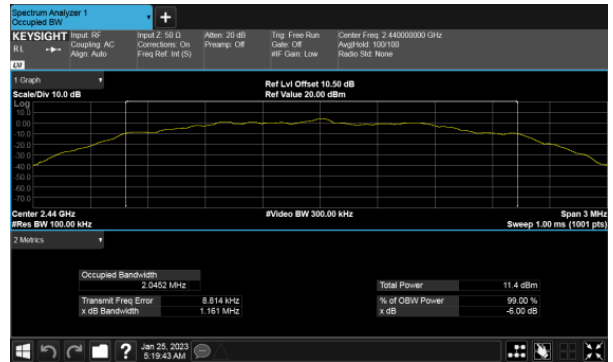 Spectrum Analyzer 1
Occupied BW
+
KEYSIGHT Input: RF Input Z: 50 Ω Atten: 20 dB Trig: Free Run Center Freq: 2.440000000 GHz
RL Coupling: AC Corrections: On Preamp: Off Gate: Off Avg|Hold: 100/100
Align: Auto Freq Ref: Int (S) #IF Gain: Low Radio Std: None
LXI
1 Graph
Ref Lvl Offset 10.50 dB
Scale/Div 10.0 dB Ref Value 20.00 dBm
Log
10.0
0.00
-10.0
-20.0
-30.0
-40.0
-50.0
-60.0
-70.0
Center 2.44 GHz #Video BW 300.00 kHz Span 3 MHz
#Res BW 100.00 kHz Sweep 1.00 ms (1001 pts)
2 Metrics
Occupied Bandwidth
2.0452 MHz Total Power 11.4 dBm
Transmit Freq Error 8.814 kHz % of OBW Power 99.00 %
x dB Bandwidth 1.161 MHz x dB -6.00 dB
? Jan 25, 2023
5:19:43 AM